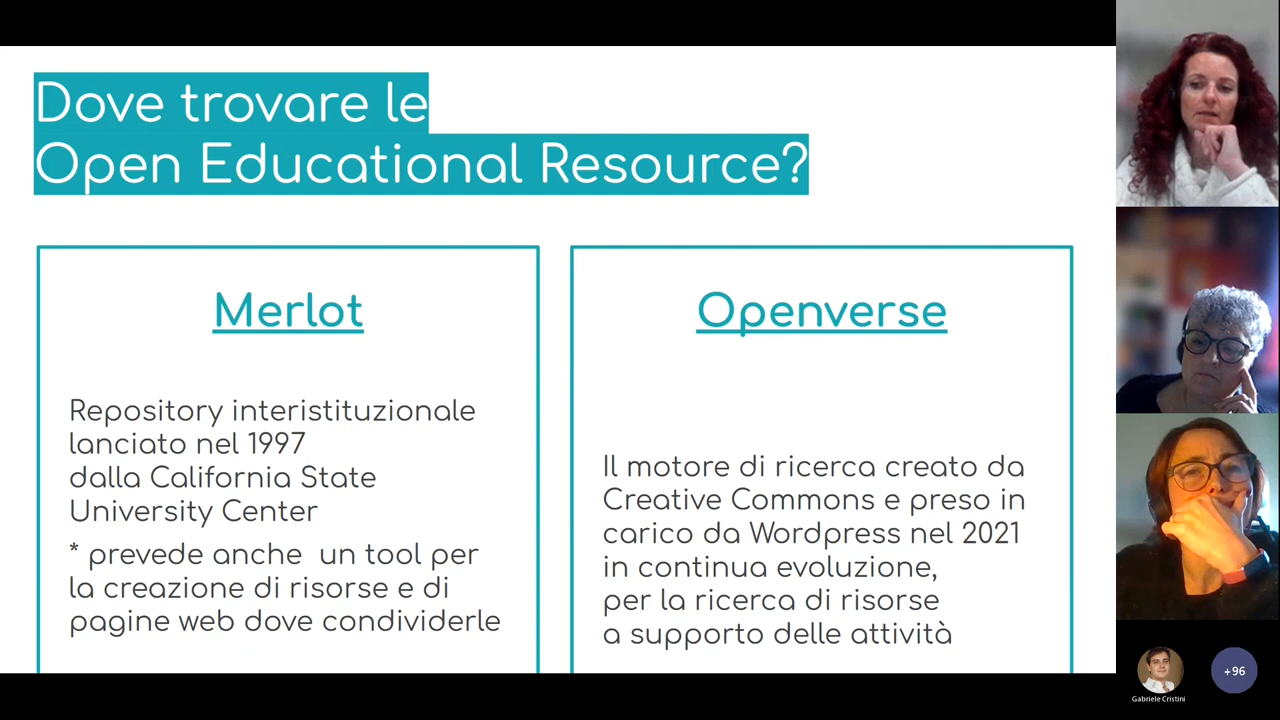 Dove trovare le
Open Educational Resource?
Merlot
Repository interistituzionale
lanciato nel 1997
dalla California State
University Center
* prevede anche  un tool per
la creazione di risorse e di
pagine web dove condividerle
Openverse
Il motore di ricerca creato da
Creative Commons e preso in
carico da Wordpress nel 2021
in continua evoluzione,
per la ricerca di risorse
a supporto delle attività
Gabriele Cristini
+96